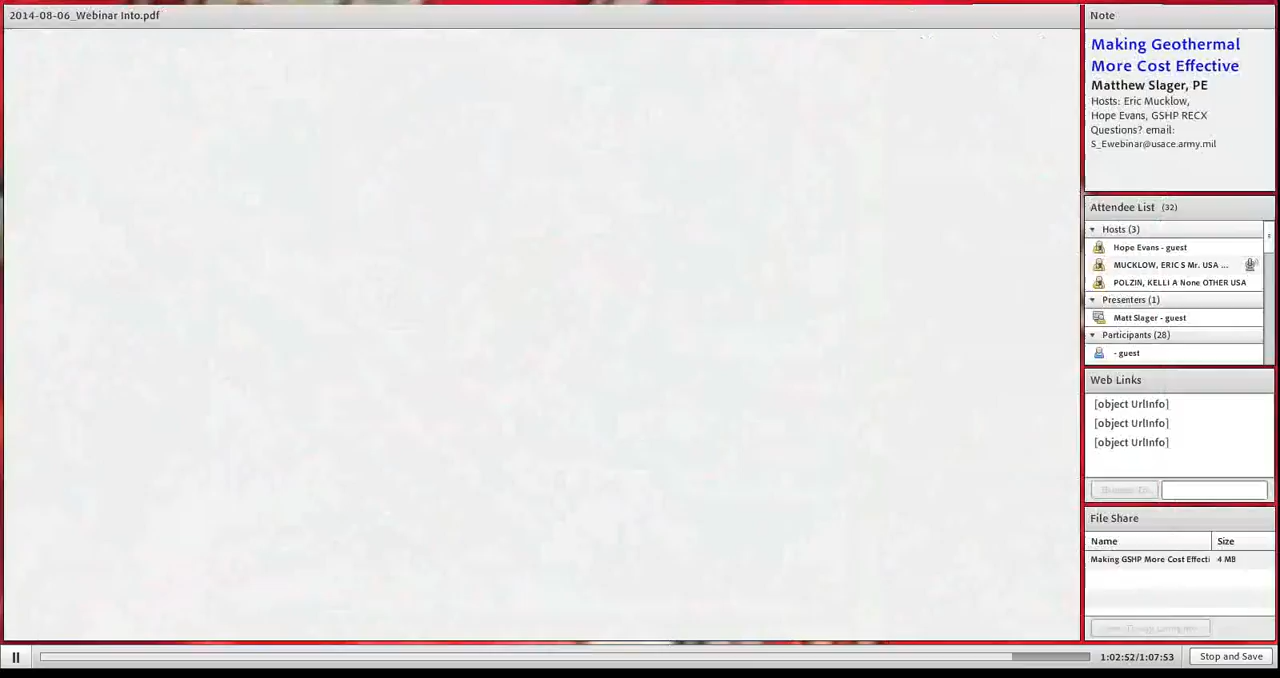 2014-08-06_Webinar Into.pdf
Note
Making Geothermal
More Cost Effective
Matthew Slager, PE
Hosts: Eric Mucklow,
Hope Evans, GSHP RECX
Questions? email:
S_Ewebinar@usace.army.mil
Attendee List (32)
Hosts (3)
Hope Evans - guest
MUCKLOW, ERIC S Mr. USA ...
POLZIN, KELLI A None OTHER USA
Presenters (1)
Matt Slager - guest
Participants (28)
- guest
Web Links
[object UrlInfo]
[object UrlInfo]
[object UrlInfo]
File Share
Name Size
Making GSHP More Cost Effecti 4 MB
1:02:52/1:07:53 Stop and Save